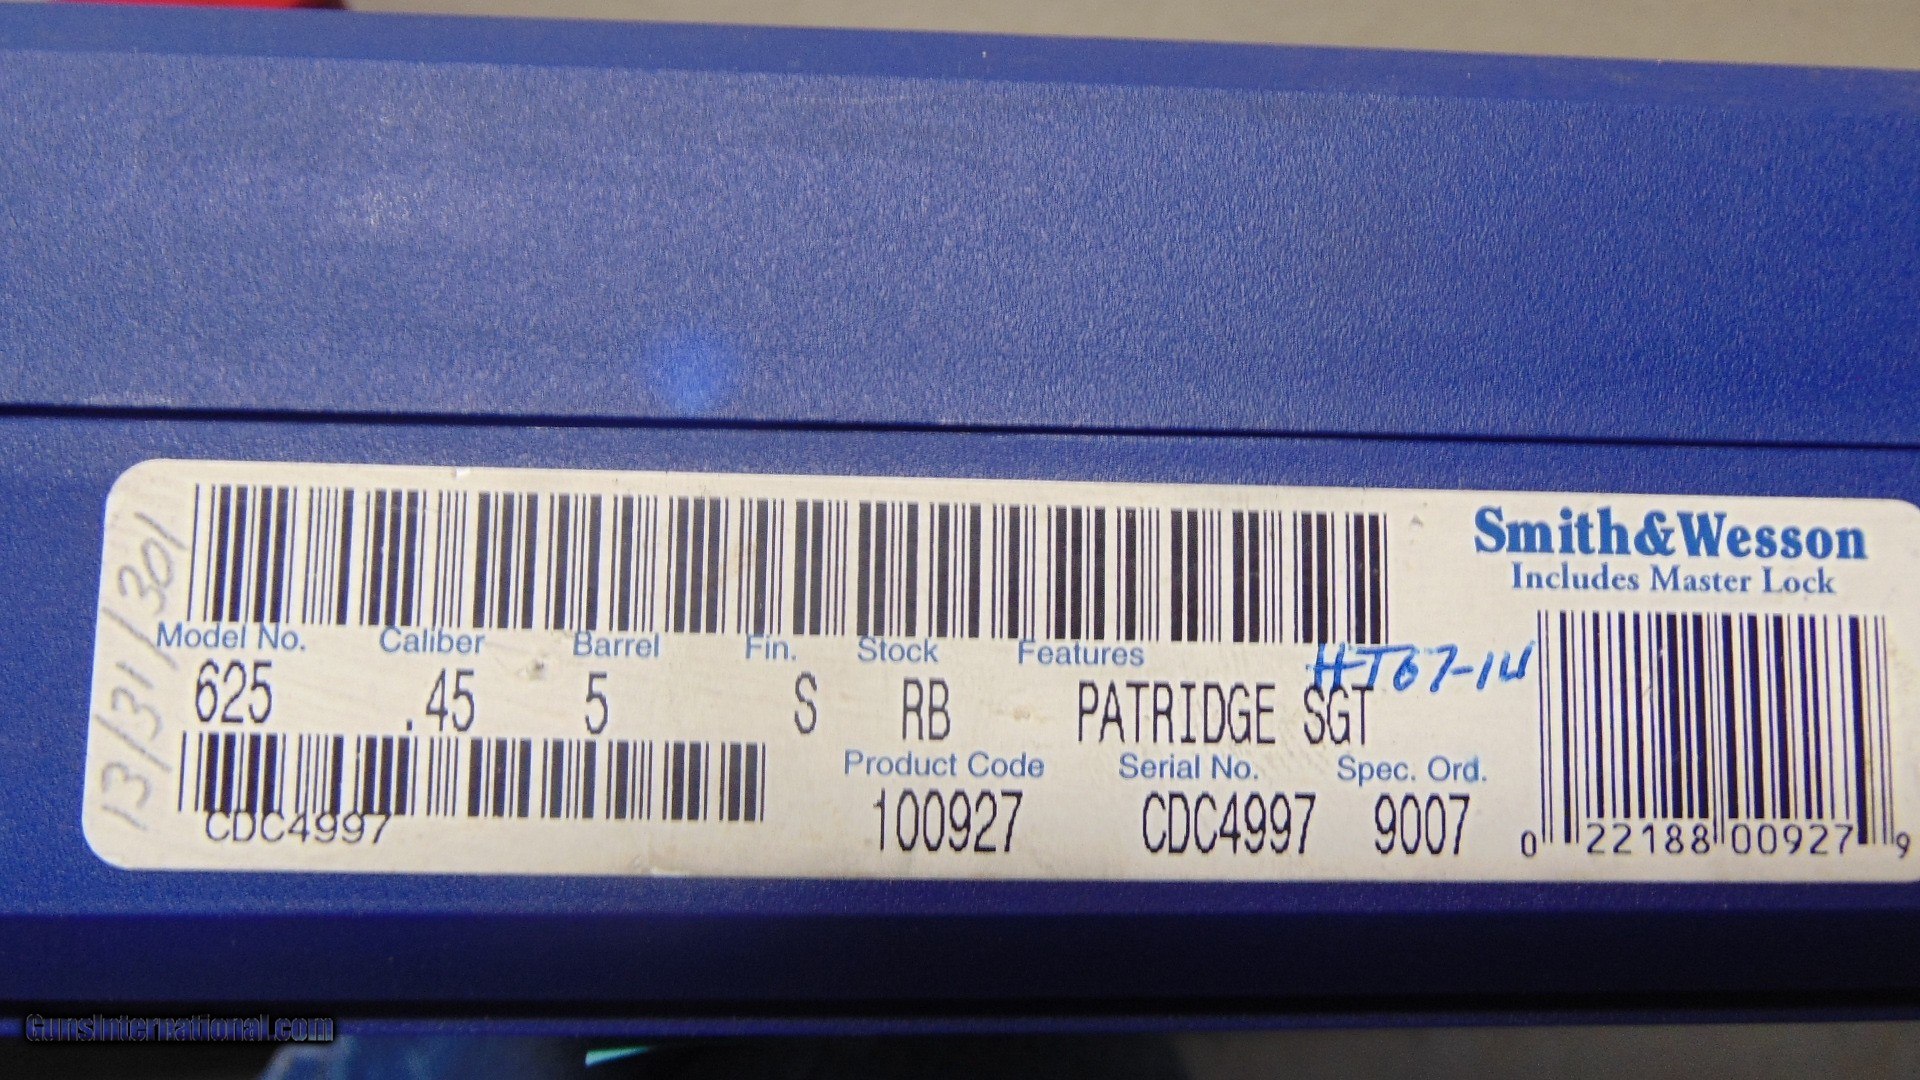 Smith&Wesson
Includes Master Lock
13/31/301
Model No. Caliber Barrel Fin. Stock Features
HT67-14
625 .45 5 S RB PATRIDGE SGT
Product Code Serial No. Spec. Ord.
CDC4997 100927 CDC4997 9007
0 22188 00927 9
GunsInternational.com